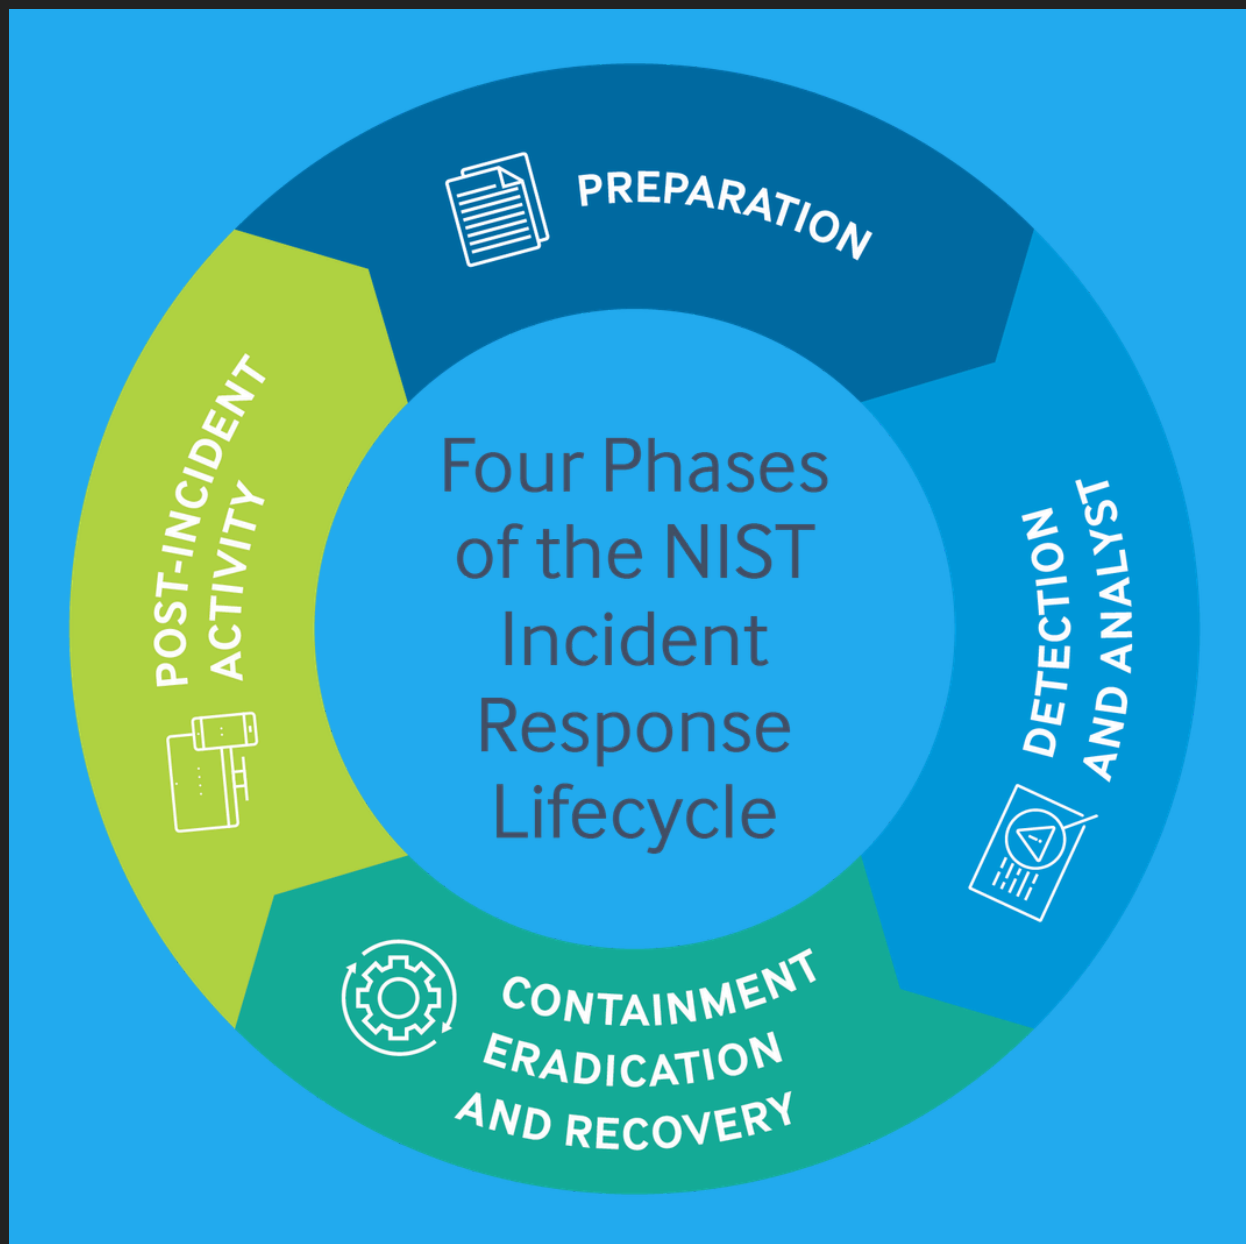 PREPARATION
DETECTION
AND ANALYST
CONTAINMENT
ERADICATION
AND RECOVERY
POST-INCIDENT
ACTIVITY
Four Phases
of the NIST
Incident
Response
Lifecycle